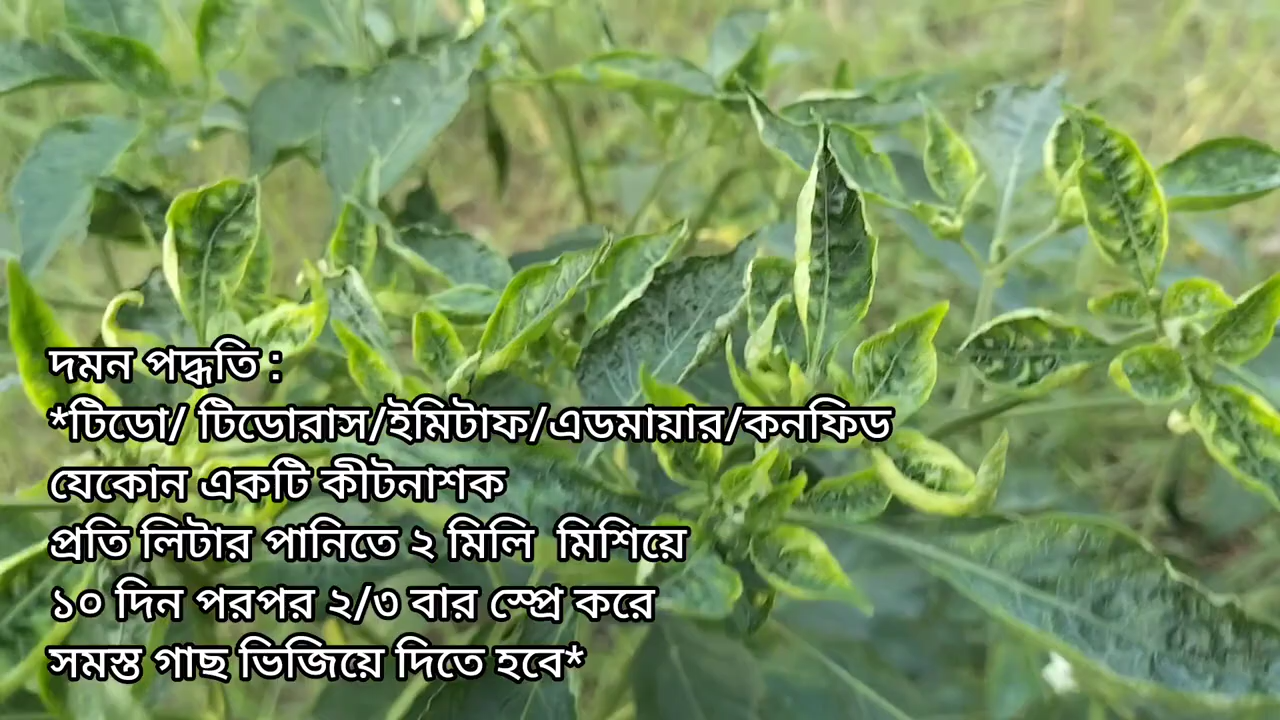 দমন পদ্ধতি :
*টিডো/ টিডোরাস/ইমিটাফ/এডমায়ার/কনফিড
যেকোন একটি কীটনাশক
প্রতি লিটার পানিতে ২ মিলি মিশিয়ে
১০ দিন পরপর ২/৩ বার স্প্রে করে
সমস্ত গাছ ভিজিয়ে দিতে হবে*